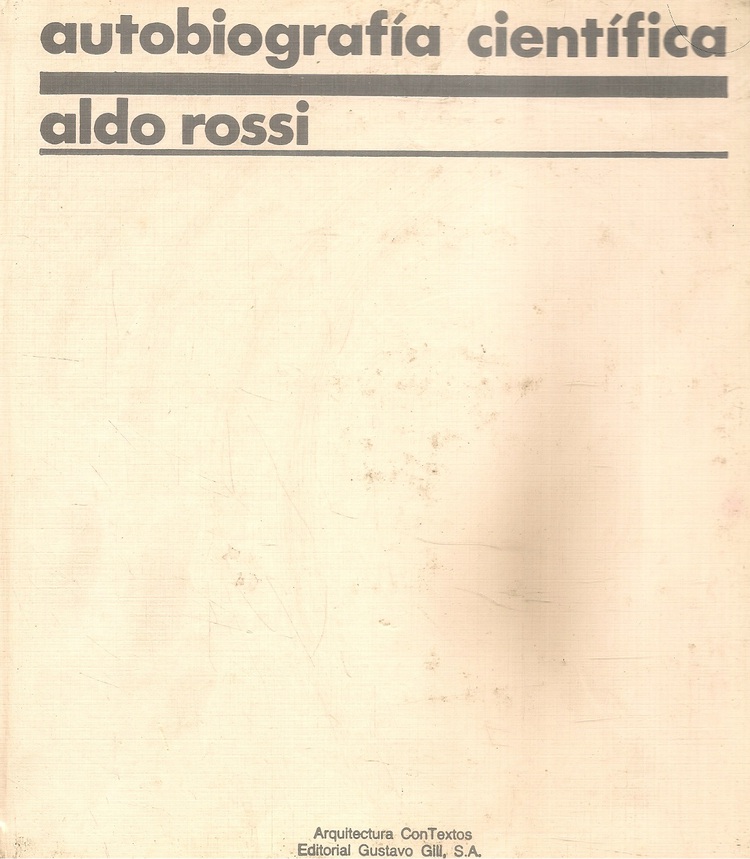 autobiografía científica
aldo rossi
Arquitectura ConTextos
Editorial Gustavo Gili, S.A.